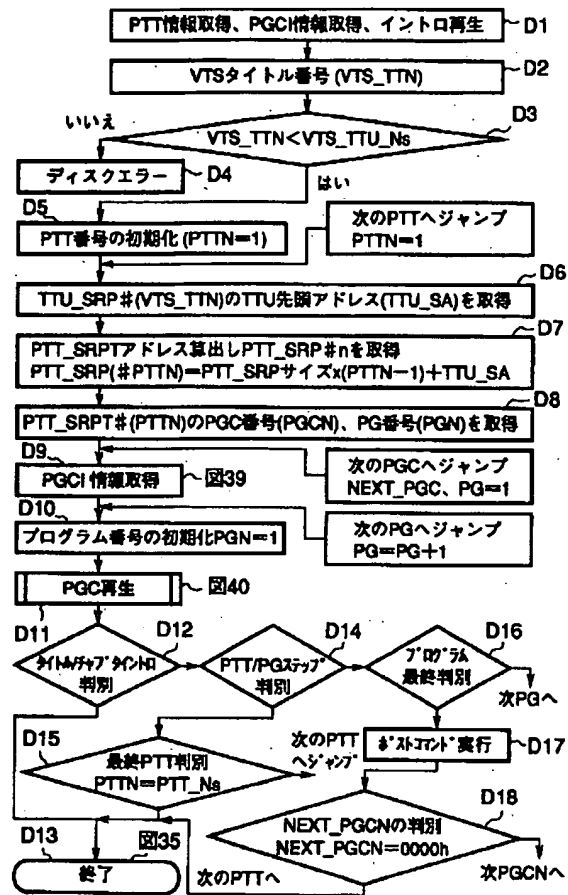 PTT情報取得、PGCI情報取得、イントロ再生
D1
VTSタイトル番号(VTS_TTN)
D2
VTS_TTN<VTS_TTU_Ns
D3
いいえ
ディスクエラー
D4
はい
D5
PTT番号の初期化(PTTN=1)
次のPTTへジャンプ
PTTN=1
D6
TTU_SRP#(VTS_TTN)のTTU先頭アドレス(TTU_SA)を取得
D7
PTT_SRPTアドレス算出しPTT_SRP#nを取得
PTT_SRP(#PTTN)=PTT_SRPサイズx(PTTN-1)+TTU_SA
D8
PTT_SRPT#(PTTN)のPGC番号(PGCN)、PG番号(PGN)を取得
D9
PGCI情報取得
図39
次のPGCへジャンプ
NEXT_PGC、PG=1
D10
プログラム番号の初期化PGN=1
次のPGへジャンプ
PG=PG+1
PGC再生
図40
D11
D12
タイトル/チャプタイントロ
判別
D14
PTT/PGステップ
判別
D16
プログラム
最終判別
次PGへ
D15
最終PTT判別
PTTN=PTT_Ns
次のPTT
へジャンプ
ポストコマンド実行
D17
D18
NEXT_PGCNの判別
NEXT_PGCN=0000h
次PGCNへ
D13
図35
終了
次のPTTへ